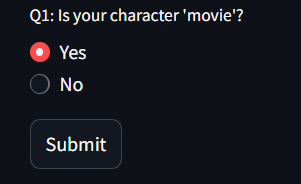 Q1: Is your character 'movie'?
Yes
No
Submit